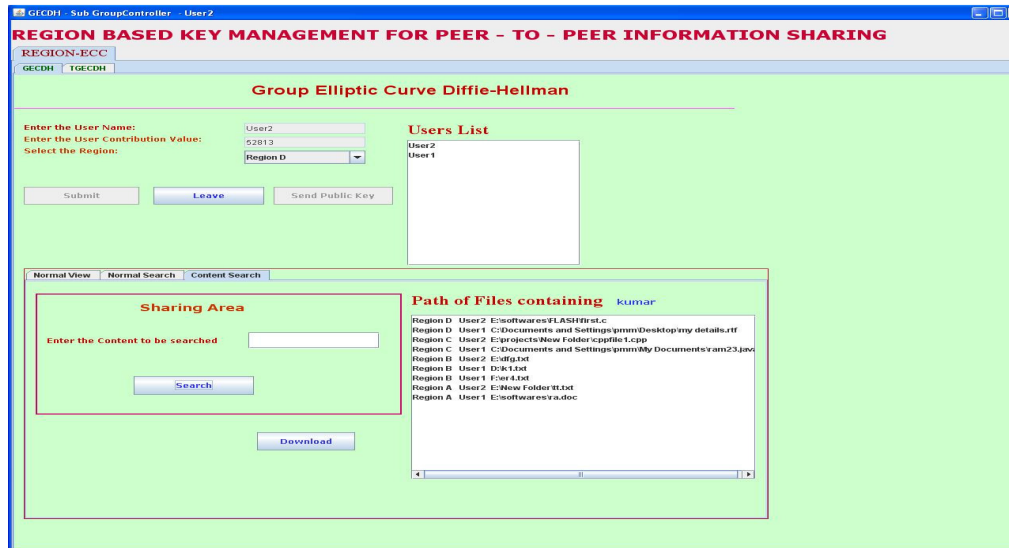 GECDH - Sub GroupController - User2
REGION BASED KEY MANAGEMENT FOR PEER - TO - PEER INFORMATION SHARING
REGION-ECC
GECDH TGECDH
Group Elliptic Curve Diffie-Hellman
Enter the User Name: User2
Enter the User Contribution Value: 52813
Select the Region: Region D
Submit Leave Send Public Key
Users List
User2
User1
Normal View Normal Search Content Search
Sharing Area
Enter the Content to be searched
Search
Download
Path of Files containing kumar
Region D User2 E:\softwares\FLASH\first.c
Region D User1 C:\Documents and Settings\pmm\Desktop\my details.rtf
Region C User2 E:\projects\New Folder\cppfile1.cpp
Region C User1 C:\Documents and Settings\pmm\My Documents\ram23.java
Region B User2 E:\dfg.txt
Region B User1 D:\k1.txt
Region B User1 F:\er4.txt
Region A User2 E:\New Folder\tt.txt
Region A User1 E:\softwares\ra.doc